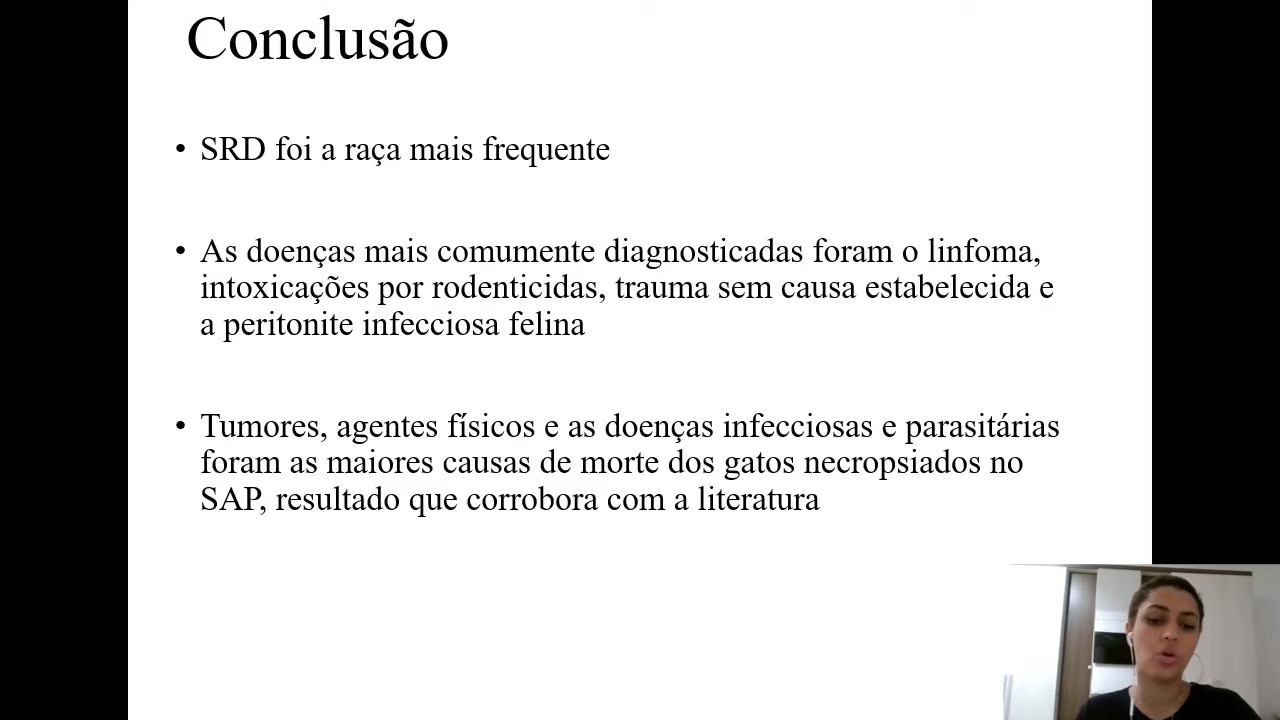 Conclusão
• SRD foi a raça mais frequente
• As doenças mais comumente diagnosticadas foram o linfoma,
intoxicações por rodenticidas, trauma sem causa estabelecida e
a peritonite infecciosa felina
• Tumores, agentes físicos e as doenças infecciosas e parasitárias
foram as maiores causas de morte dos gatos necropsiados no
SAP, resultado que corrobora com a literatura